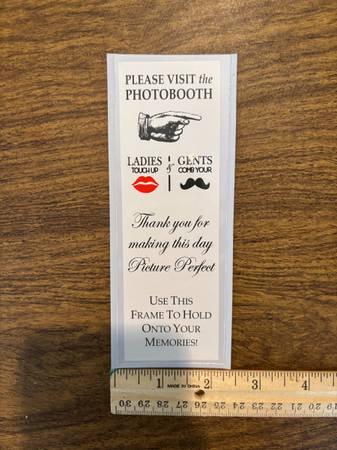 PLEASE VISIT the
PHOTOBOOTH
LADIES & GENTS
TOUCH UP COMB YOUR
Thank you for
making this day
Picture Perfect
USE THIS
FRAME TO HOLD
ONTO YOUR
MEMORIES!
1 2 3 4
MADE IN CHINA
30 29 28 27 26 25 24 23 22 21 20 19 18